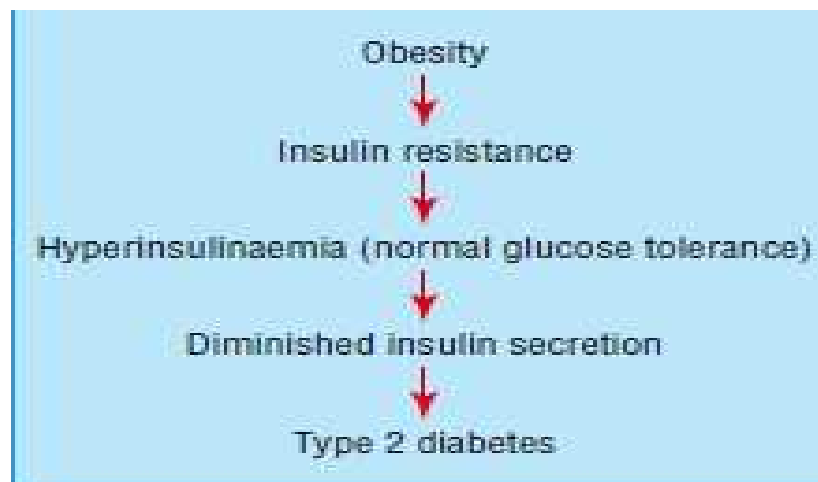 Obesity
Insulin resistance
Hyperinsulinaemia (normal glucose tolerance)
Diminished insulin secretion
Type 2 diabetes